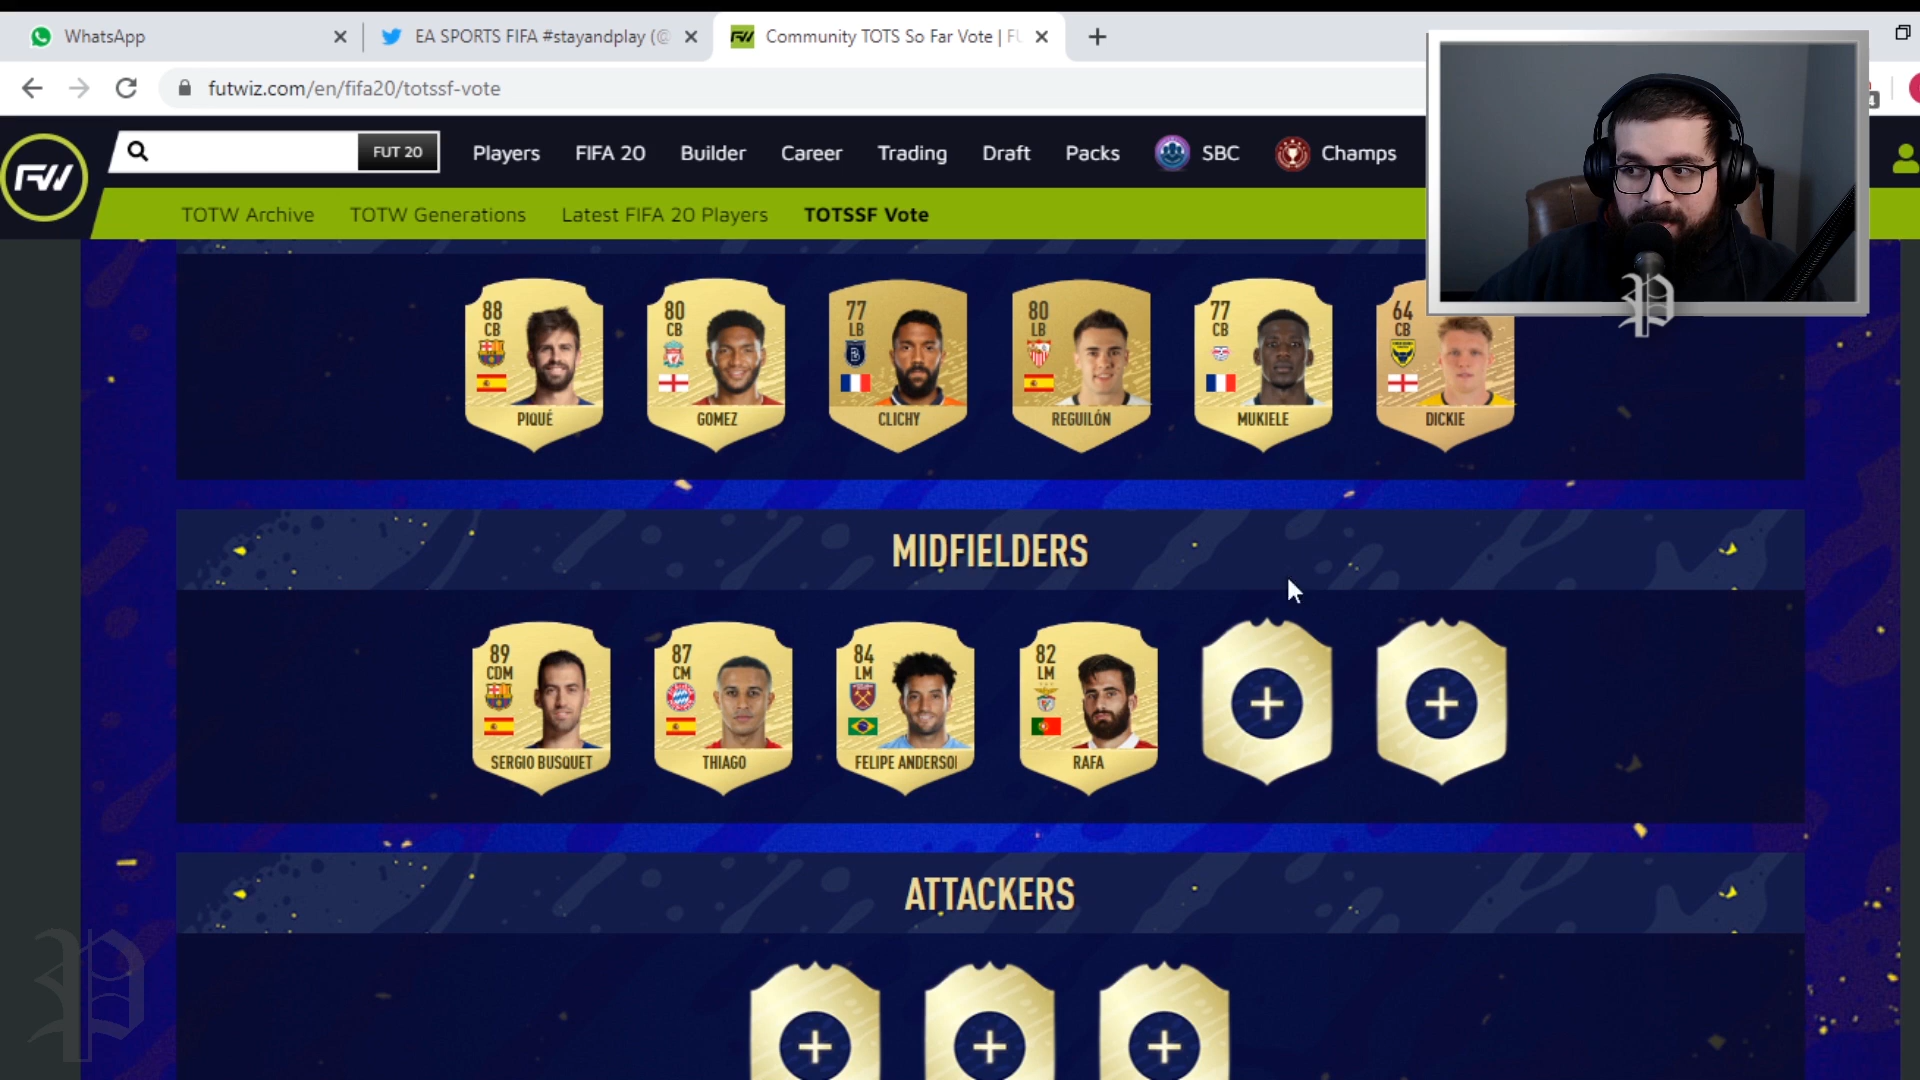 WhatsApp
EA SPORTS FIFA #stayandplay (@
Community TOTS So Far Vote | FU
futwiz.com/en/fifa20/totssf-vote
FW
FUT 20
Players
FIFA 20
Builder
Career
Trading
Draft
Packs
SBC
Champs
TOTW Archive
TOTW Generations
Latest FIFA 20 Players
TOTSSF Vote
88
CB
PIQUÉ
80
CB
GOMEZ
77
LB
CLICHY
80
LB
REGUILÓN
77
CB
MUKIELE
64
CB
DICKIE
MIDFIELDERS
89
CDM
SERGIO BUSQUET
87
CM
THIAGO
84
LM
FELIPE ANDERSO
82
LM
RAFA
ATTACKERS
P
P